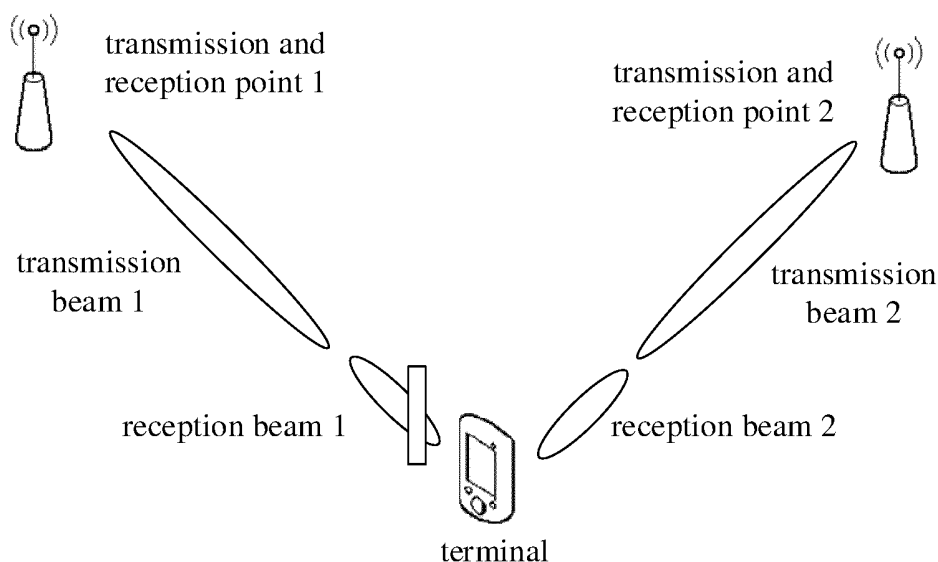 transmission and
reception point 1
transmission and
reception point 2
transmission
beam 1
transmission
beam 2
reception beam 1
reception beam 2
terminal